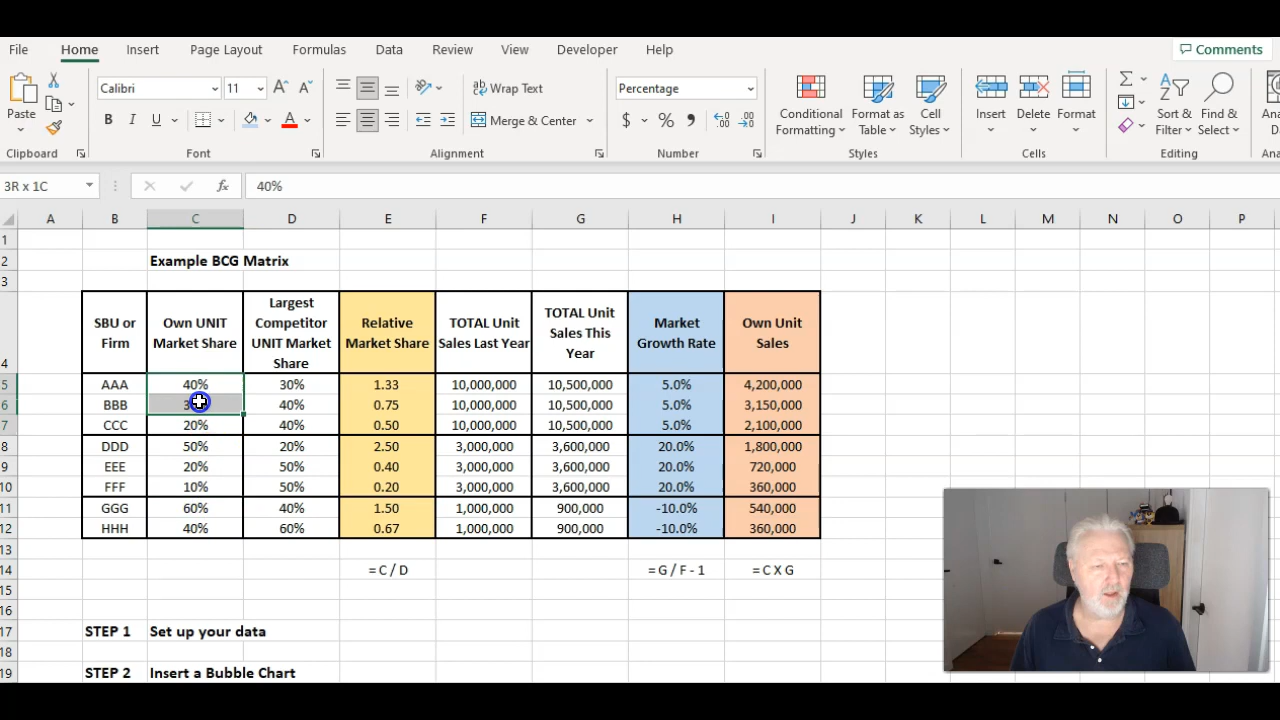 File Home Insert Page Layout Formulas Data Review View Developer Help Comments
Calibri 11 A A Wrap Text Percentage
Paste B I U A Merge & Center $ % Conditional Formatting Format as Table Cell Styles Insert Delete Format Sort & Filter Find & Select
Clipboard Font Alignment Number Styles Cells Editing
3R x 1C fx 40%
A B C D E F G H I J K L M N O P
1
2 Example BCG Matrix
3
4 SBU or Firm Own UNIT Market Share Largest Competitor UNIT Market Share Relative Market Share TOTAL Unit Sales Last Year TOTAL Unit Sales This Year Market Growth Rate Own Unit Sales
5 AAA 40% 30% 1.33 10,000,000 10,500,000 5.0% 4,200,000
6 BBB 40% 0.75 10,000,000 10,500,000 5.0% 3,150,000
7 CCC 20% 40% 0.50 10,000,000 10,500,000 5.0% 2,100,000
8 DDD 50% 20% 2.50 3,000,000 3,600,000 20.0% 1,800,000
9 EEE 20% 50% 0.40 3,000,000 3,600,000 20.0% 720,000
10 FFF 10% 50% 0.20 3,000,000 3,600,000 20.0% 360,000
11 GGG 60% 40% 1.50 1,000,000 900,000 -10.0% 540,000
12 HHH 40% 60% 0.67 1,000,000 900,000 -10.0% 360,000
13
14 = C / D = G / F - 1 = C X G
15
16
17 STEP 1 Set up your data
18
19 STEP 2 Insert a Bubble Chart